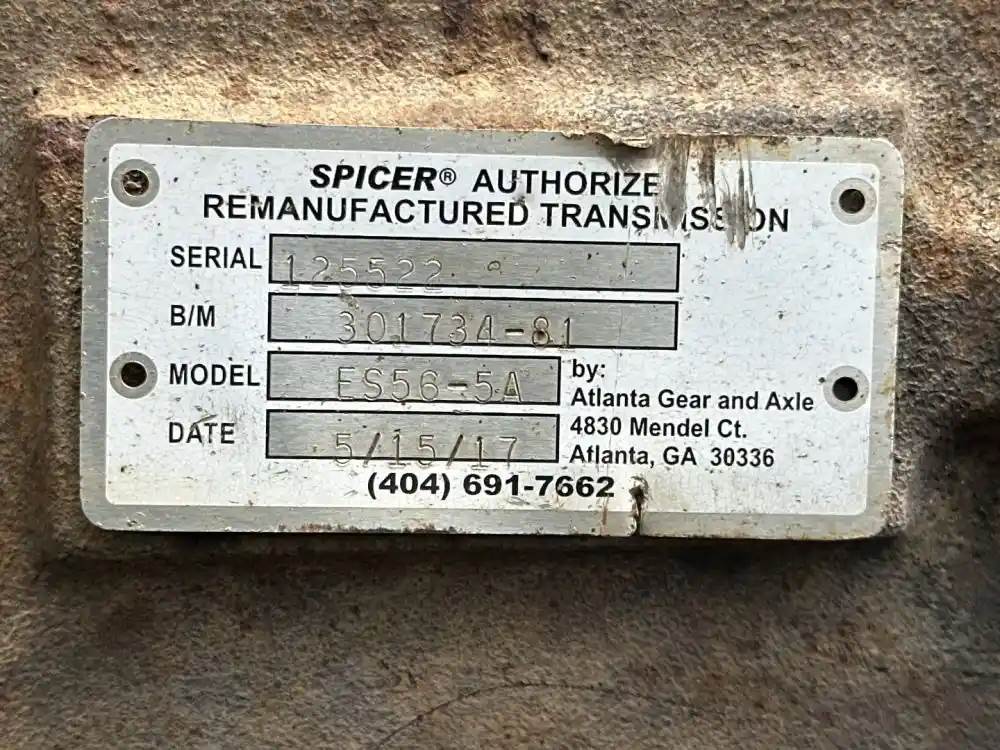 SPICER® AUTHORIZE
REMANUFACTURED TRANSMISSION
SERIAL 125522
B/M 301734-81
MODEL ES56-5A
DATE 5/15/17
by:
Atlanta Gear and Axle
4830 Mendel Ct.
Atlanta, GA 30336
(404) 691-7662